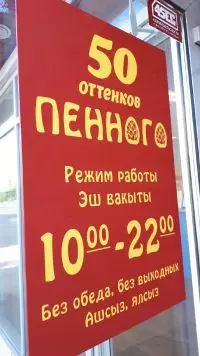 50
оттенков
ПЕННОГО
Режим работы
Эш вакыты
10⁰⁰-22⁰⁰
Без обеда, без выходных
Ашсыз, ялсыз